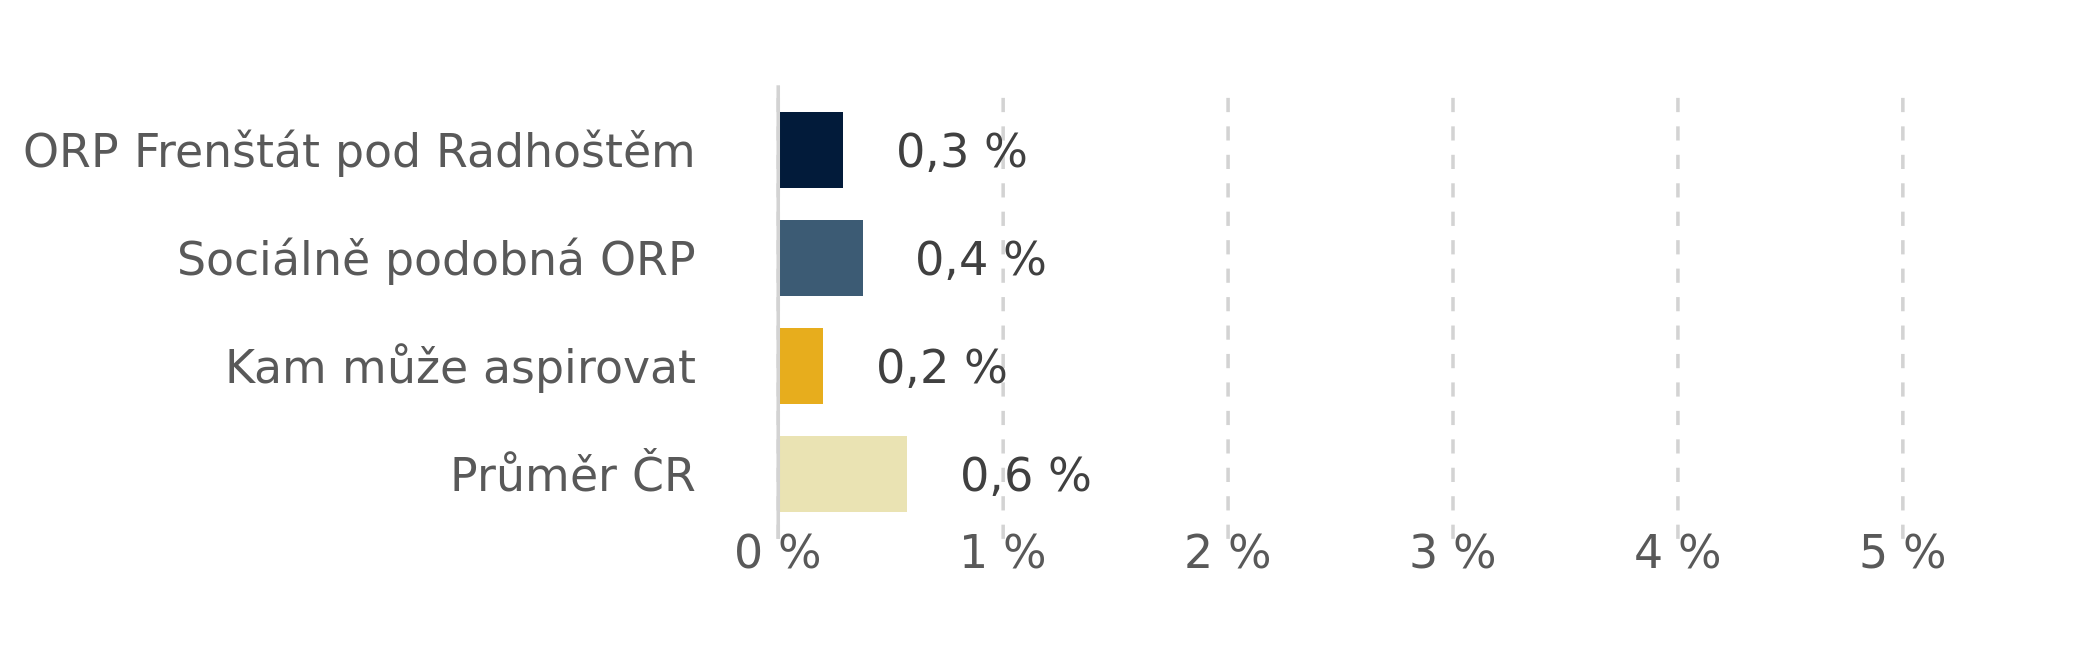 ORP Frenštát pod Radhoštěm 0,3 %
Sociálně podobná ORP 0,4 %
Kam může aspirovat 0,2 %
Průměr ČR 0,6 %
0 % 1 % 2 % 3 % 4 % 5 %